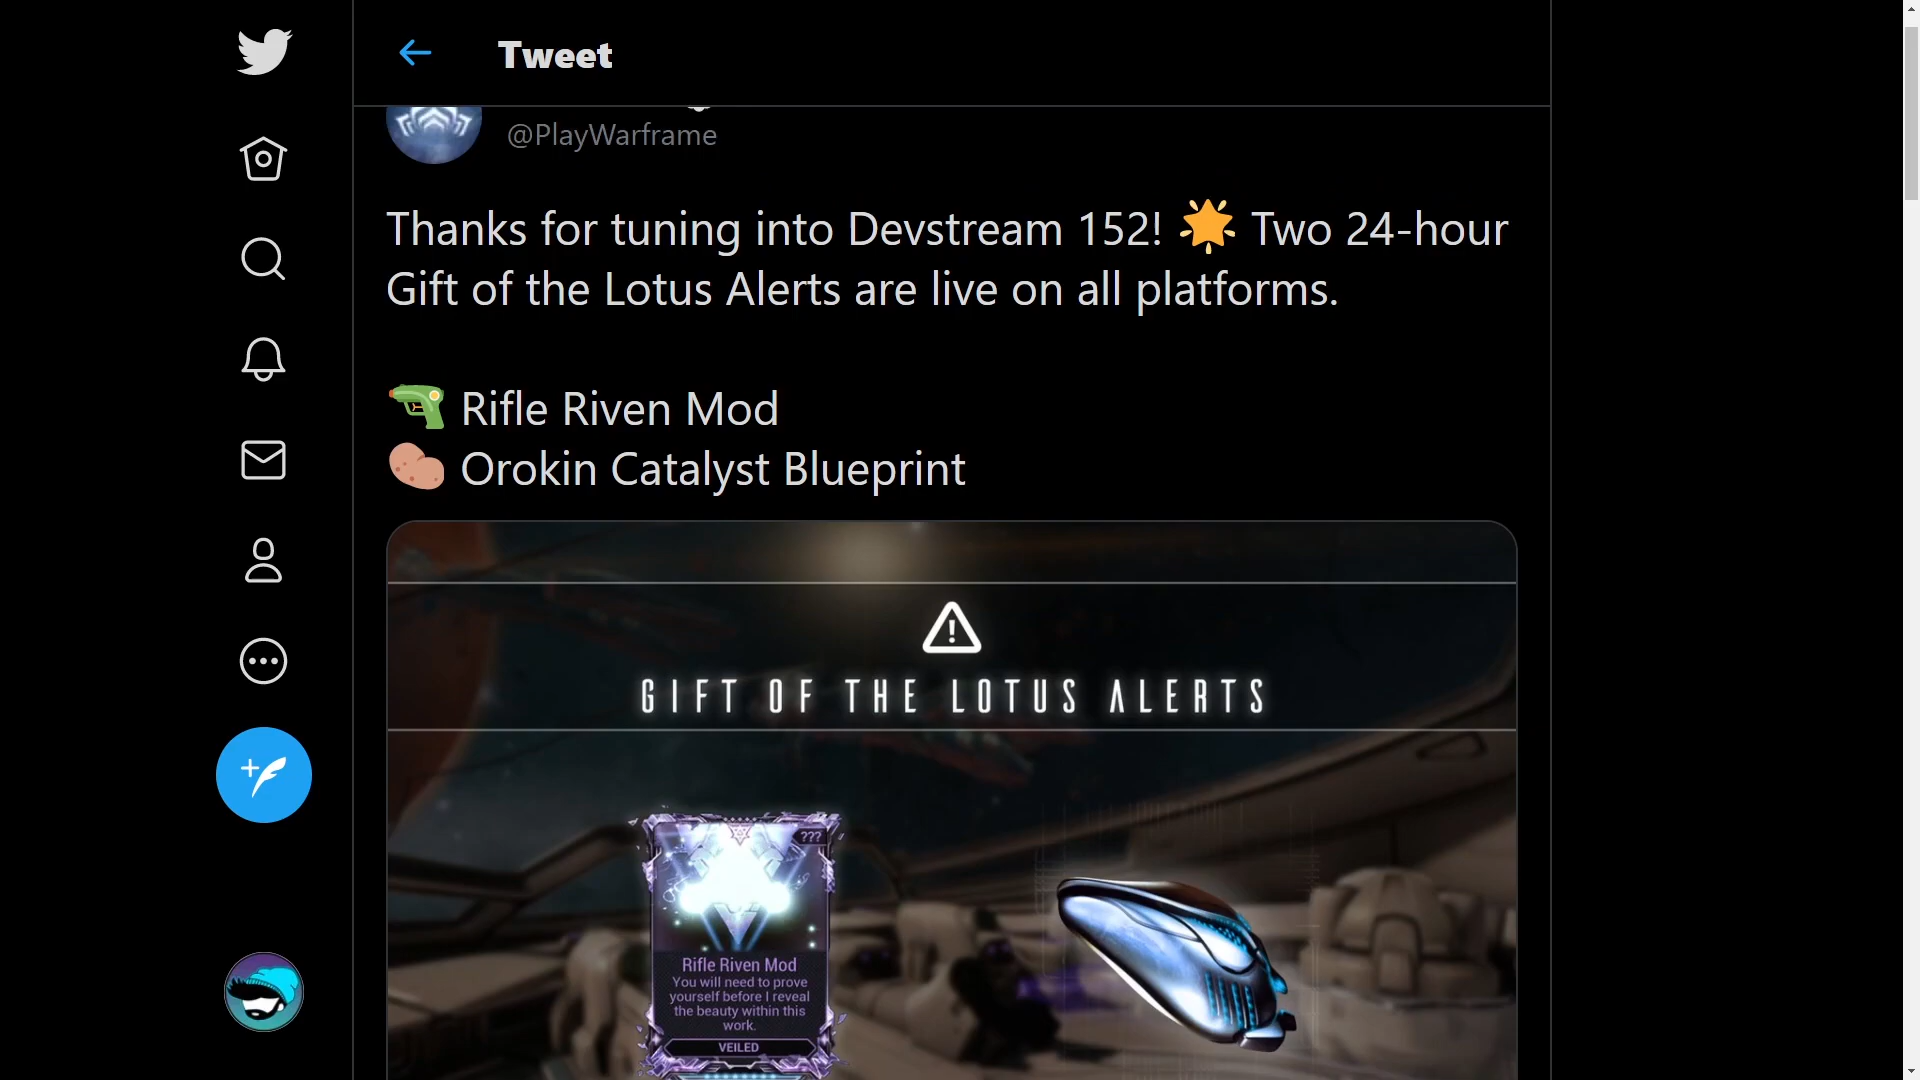 Tweet
@PlayWarframe
Thanks for tuning into Devstream 152! 🌟 Two 24-hour
Gift of the Lotus Alerts are live on all platforms.
🔫 Rifle Riven Mod
🥔 Orokin Catalyst Blueprint
GIFT OF THE LOTUS ALERTS
???
Rifle Riven Mod
You will need to prove
yourself before I reveal
the beauty within this
work.
VEILED